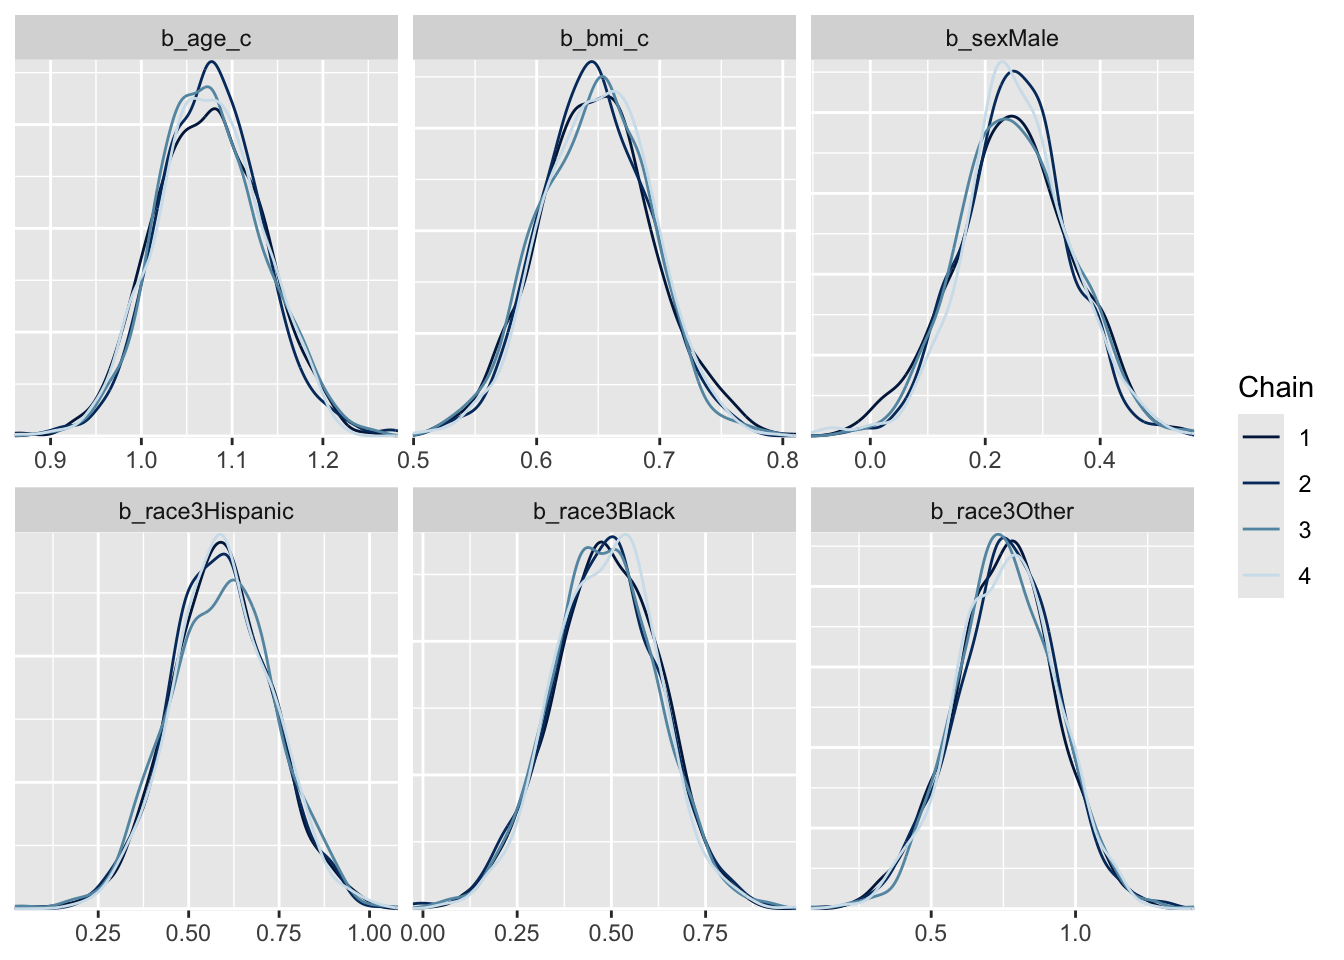 b_age_c b_bmi_c b_sexMale
0.9 1.0 1.1 1.2 0.5 0.6 0.7 0.8 0.0 0.2 0.4
b_race3Hispanic b_race3Black b_race3Other
0.25 0.50 0.75 1.00 0.00 0.25 0.50 0.75 0.5 1.0
Chain
1
2
3
4